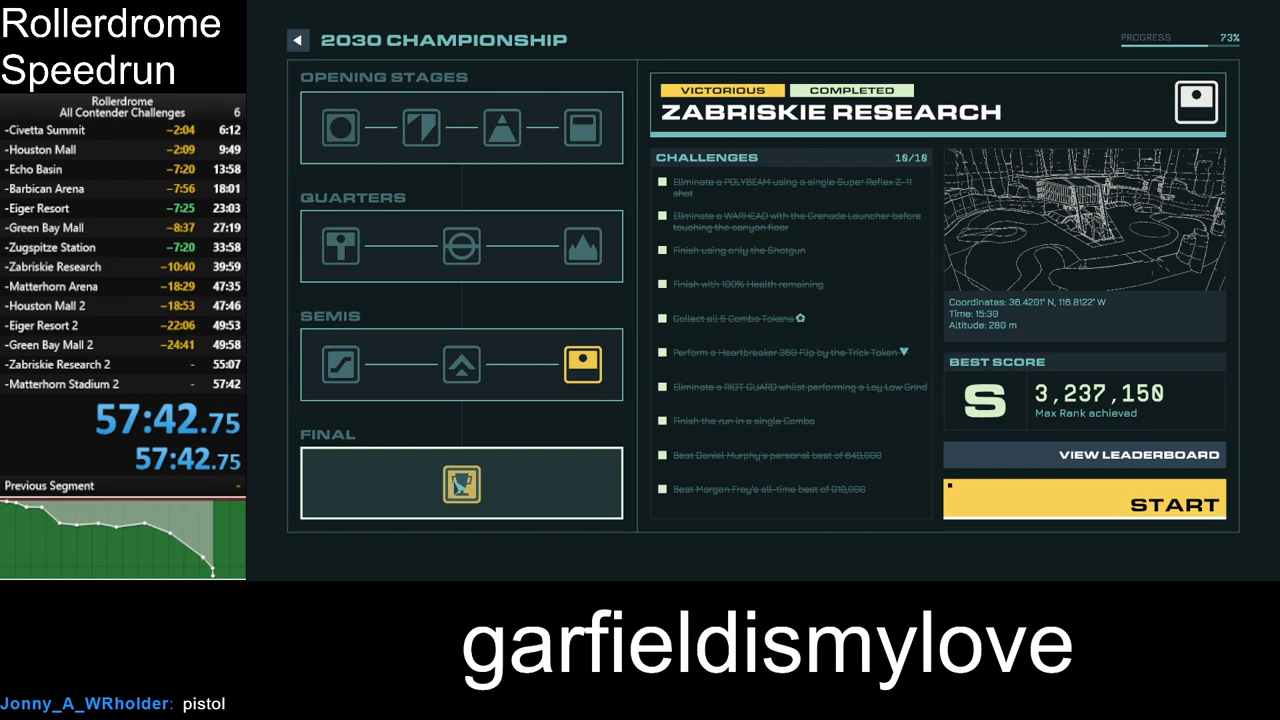 Rollerdrome
Speedrun
Rollerdrome
All Contender Challenges 6
-Civetta Summit -2:04 6:12
-Houston Mall -2:09 9:49
-Echo Basin -7:20 13:58
-Barbican Arena -7:56 18:01
-Eiger Resort -7:25 23:03
-Green Bay Mall -8:37 27:19
-Zugspitze Station -7:20 33:58
-Zabriskie Research -10:40 39:59
-Matterhorn Arena -18:29 47:35
-Houston Mall 2 -18:53 47:46
-Eiger Resort 2 -22:06 49:53
-Green Bay Mall 2 -24:41 49:58
-Zabriskie Research 2 - 55:07
-Matterhorn Stadium 2 - 57:42
57:42.75
57:42.75
Previous Segment -
2030 CHAMPIONSHIP
PROGRESS 73%
OPENING STAGES
QUARTERS
SEMIS
FINAL
VICTORIOUS COMPLETED
ZABRISKIE RESEARCH
CHALLENGES 10/10
Eliminate a POLYBEAM using a single Super Reflex Z-11
shot
Eliminate a WARHEAD with the Grenade Launcher before
touching the canyon floor
Finish using only the Shotgun
Finish with 100% Health remaining
Collect all 5 Combo Tokens
Perform a Heartbreaker 360 Flip by the Trick Token
Eliminate a RIOT GUARD whilst performing a Lay Low Grind
Finish the run in a single Combo
Beat Daniel Murphy's personal best of 640,000
Beat Morgan Fray's all-time best of 910,000
Coordinates: 36.4201° N, 116.8122° W
Time: 15:30
Altitude: 280 m
BEST SCORE
S 3,237,150
Max Rank achieved
VIEW LEADERBOARD
START
garfieldismylove
Jonny_A_WRholder: pistol